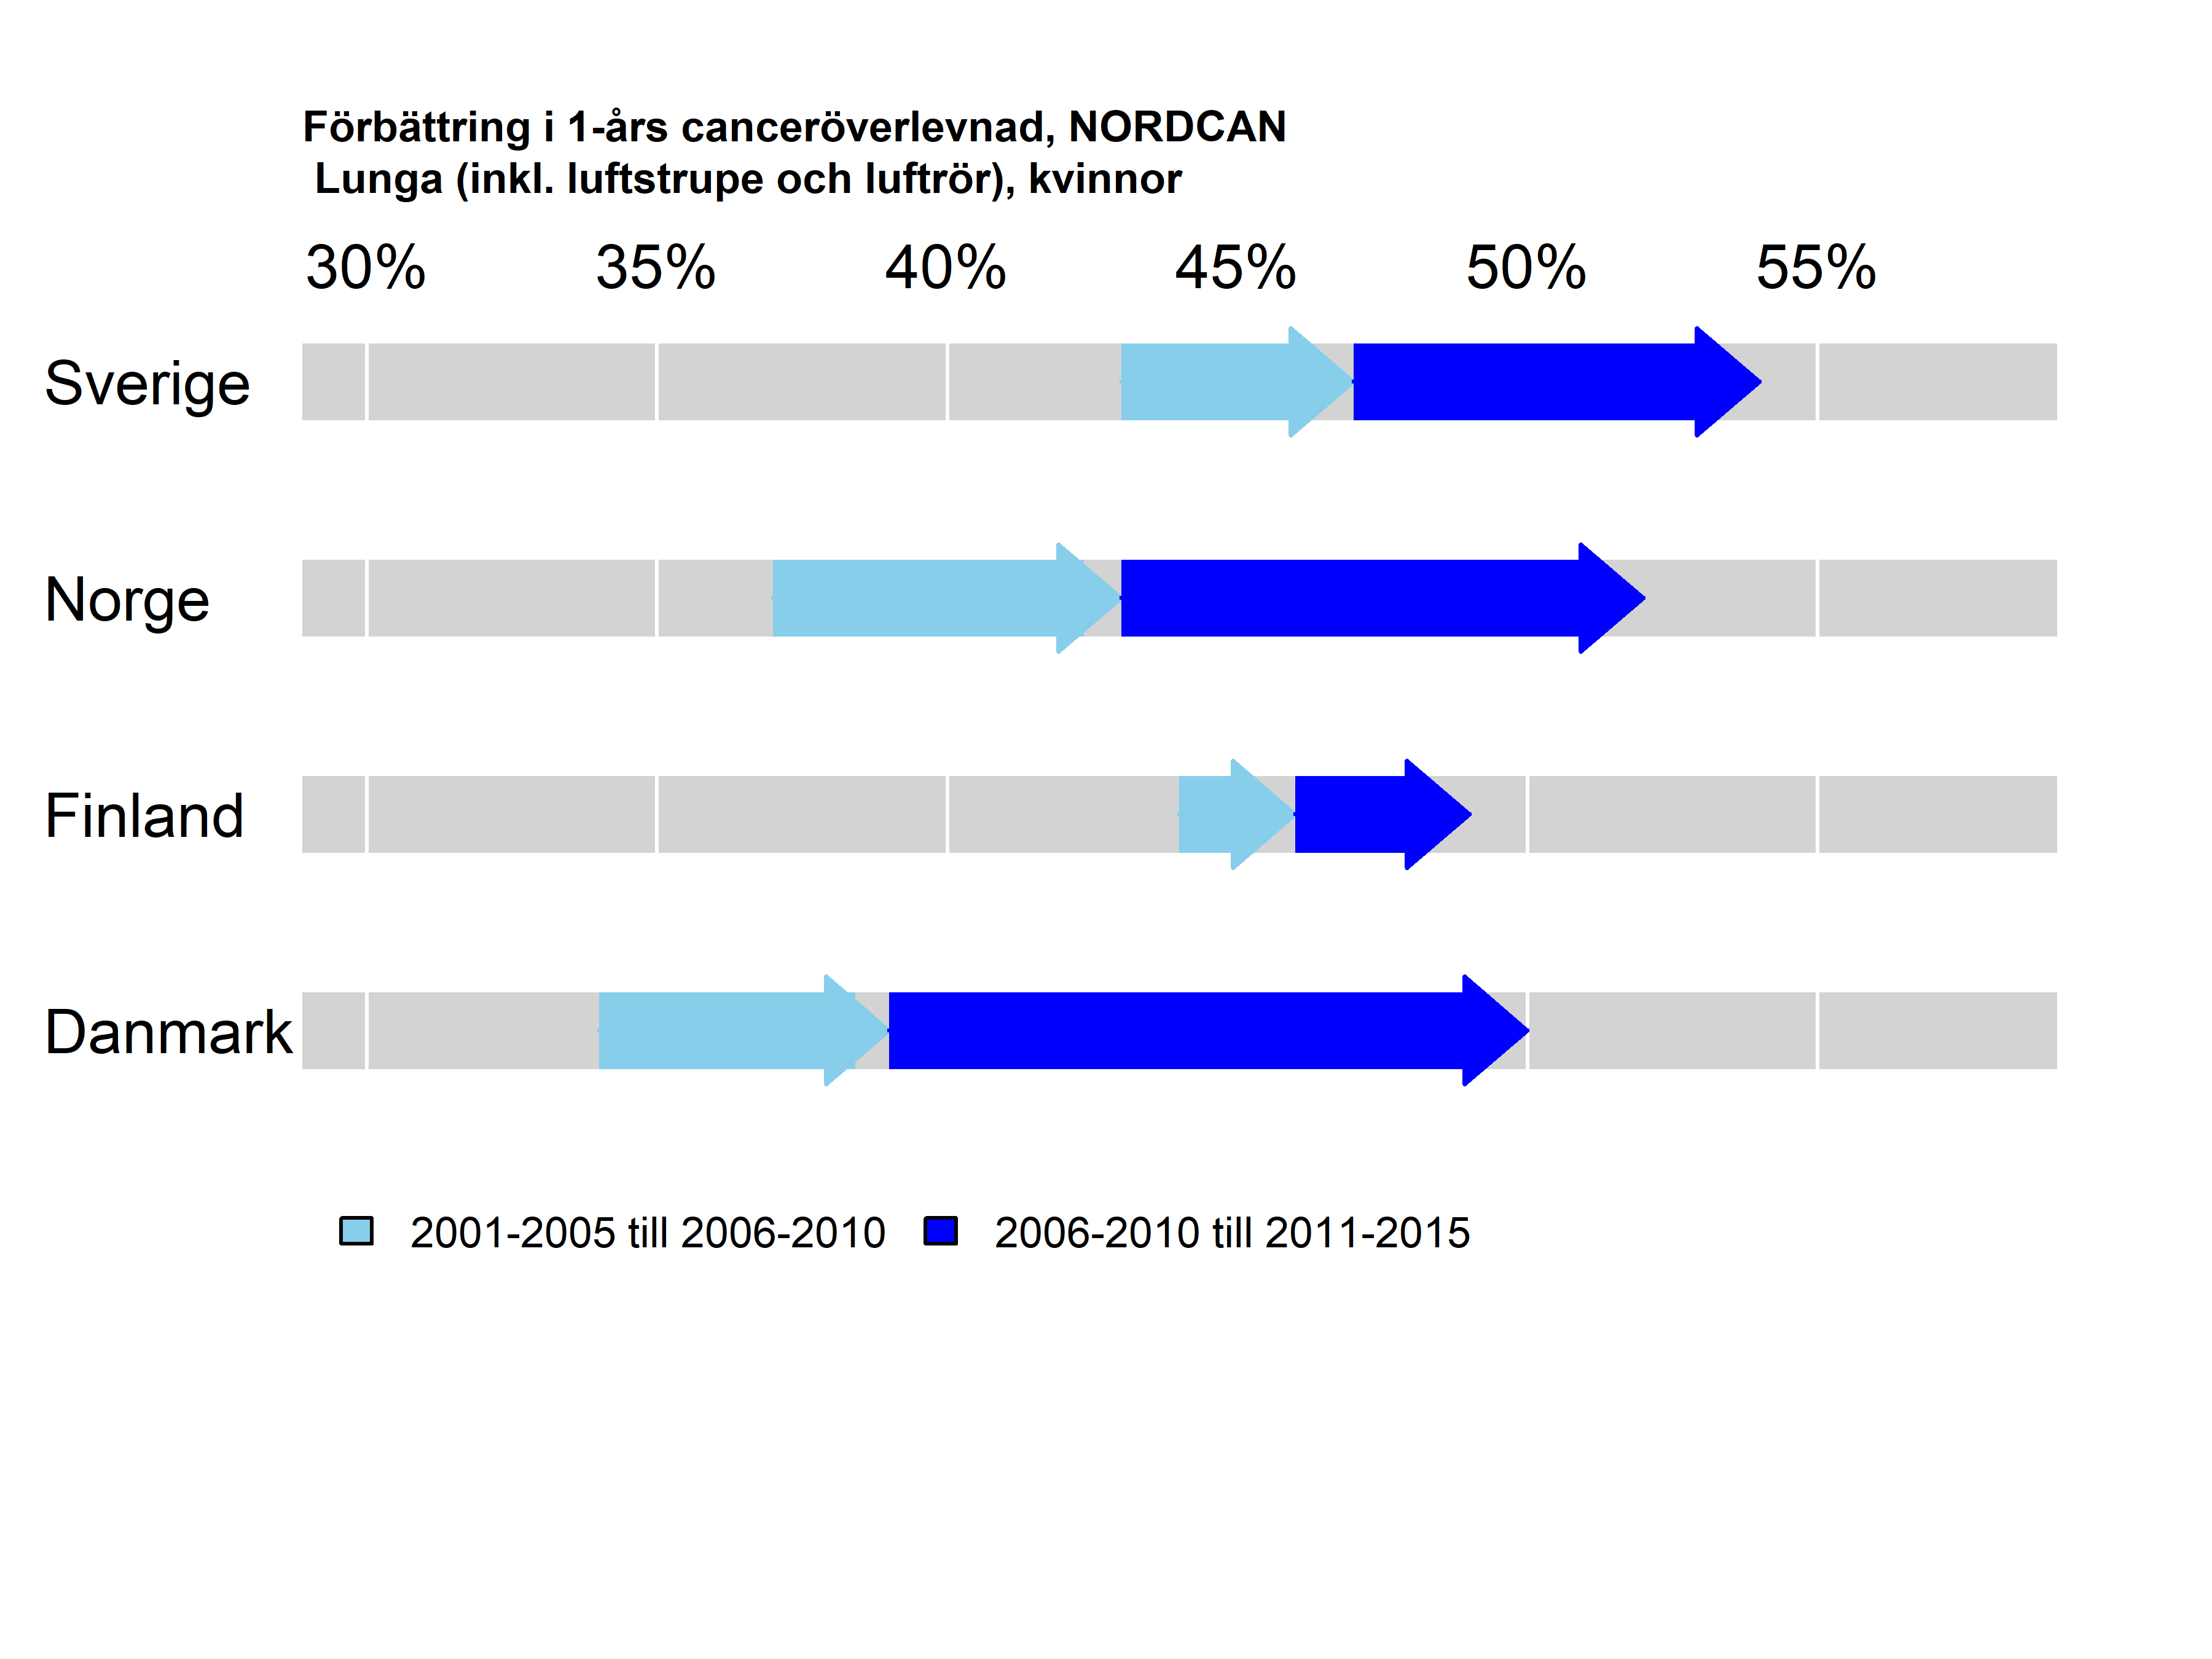 Förbättring i 1-års canceröverlevnad, NORDCAN
Lunga (inkl. luftstrupe och luftrör), kvinnor
30% 35% 40% 45% 50% 55%
Sverige
Norge
Finland
Danmark
2001-2005 till 2006-2010 2006-2010 till 2011-2015